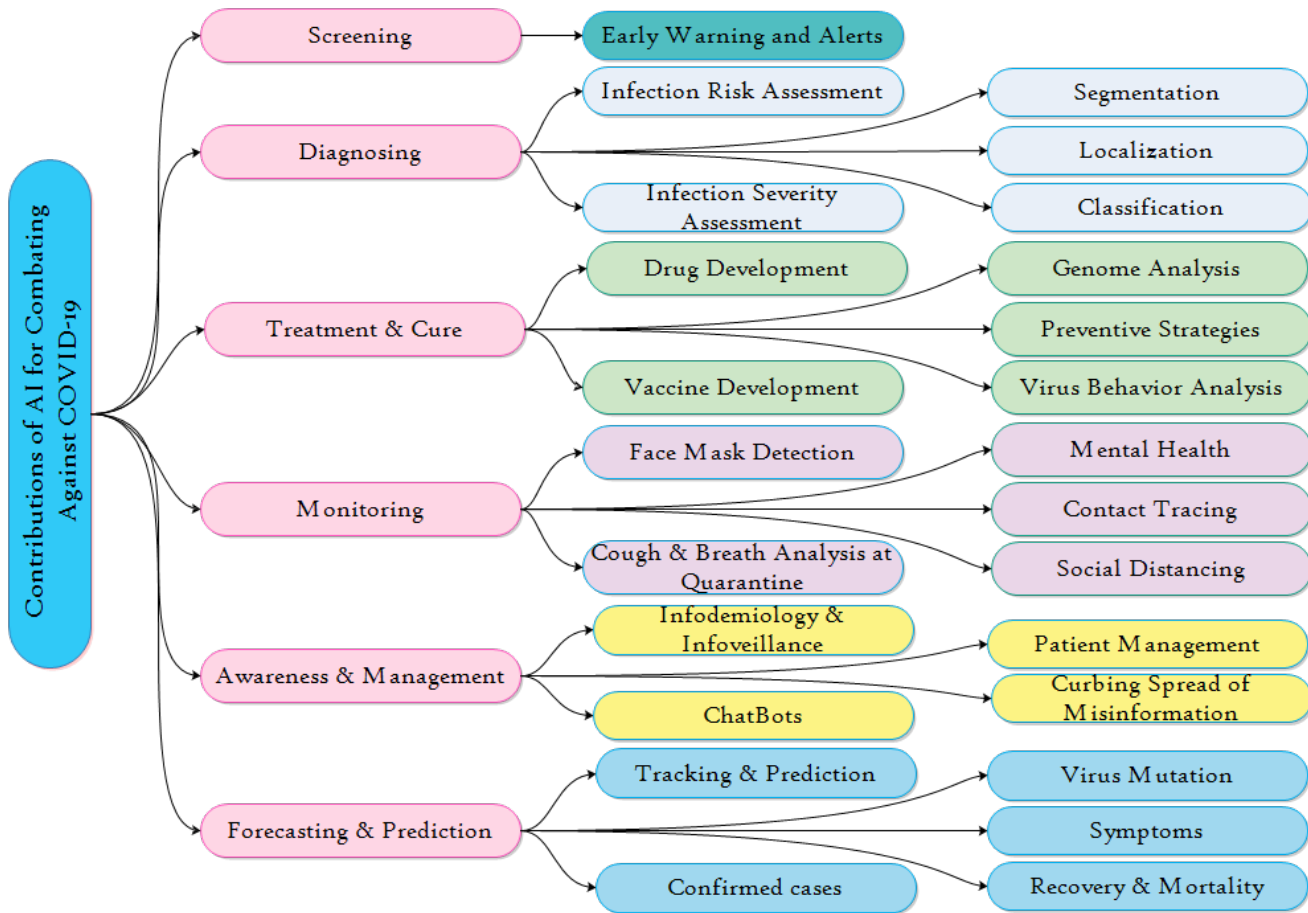 Contributions of AI for Combating
Against COVID-19
Screening
Early Warning and Alerts
Diagnosing
Infection Risk Assessment
Infection Severity
Assessment
Segmentation
Localization
Classification
Treatment & Cure
Drug Development
Vaccine Development
Genome Analysis
Preventive Strategies
Virus Behavior Analysis
Monitoring
Face Mask Detection
Cough & Breath Analysis at
Quarantine
Mental Health
Contact Tracing
Social Distancing
Awareness & Management
Infodemiology &
Infoveillance
ChatBots
Patient Management
Curbing Spread of
Misinformation
Forecasting & Prediction
Tracking & Prediction
Confirmed cases
Virus Mutation
Symptoms
Recovery & Mortality